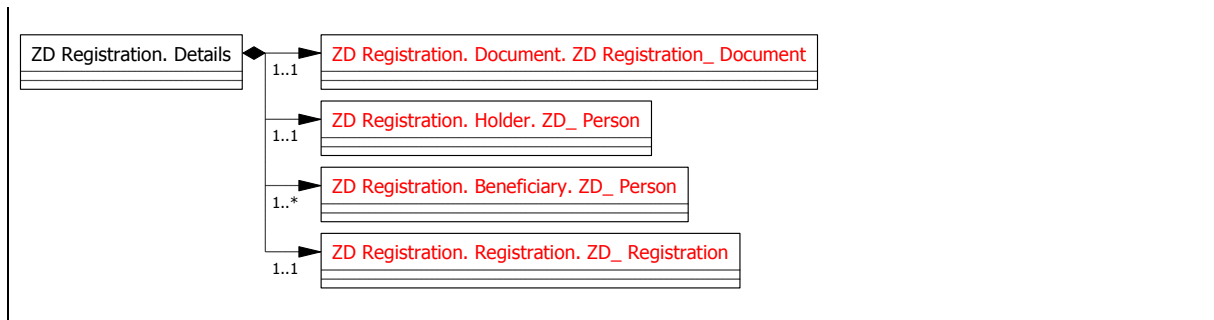 ZD Registration. Details
ZD Registration. Document. ZD Registration_ Document
1..1
ZD Registration. Holder. ZD_ Person
1..1
ZD Registration. Beneficiary. ZD_ Person
1..*
ZD Registration. Registration. ZD_ Registration
1..1